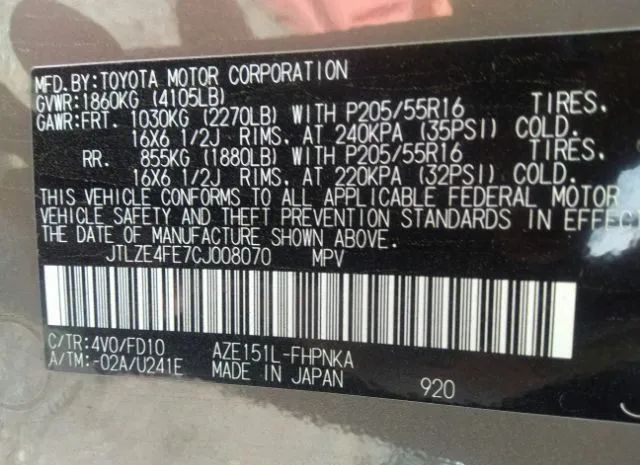 MFD.BY:TOYOTA MOTOR CORPORATION
GVWR:1860KG (4105LB)
GAWR:FRT. 1030KG (2270LB) WITH P205/55R16 TIRES.
16X6 1/2J RIMS. AT 240KPA (35PSI) COLD.
RR. 855KG (1880LB) WITH P205/55R16 TIRES.
16X6 1/2J RIMS. AT 220KPA (32PSI) COLD.
THIS VEHICLE CONFORMS TO ALL APPLICABLE FEDERAL MOTOR
VEHICLE SAFETY AND THEFT PREVENTION STANDARDS IN EFFECT
THE DATE OF MANUFACTURE SHOWN ABOVE.
JTLZE4FE7CJ008070 MPV
C/TR:4V0/FD10 AZE151L-FHPNKA
A/TM:-02A/U241E MADE IN JAPAN 920